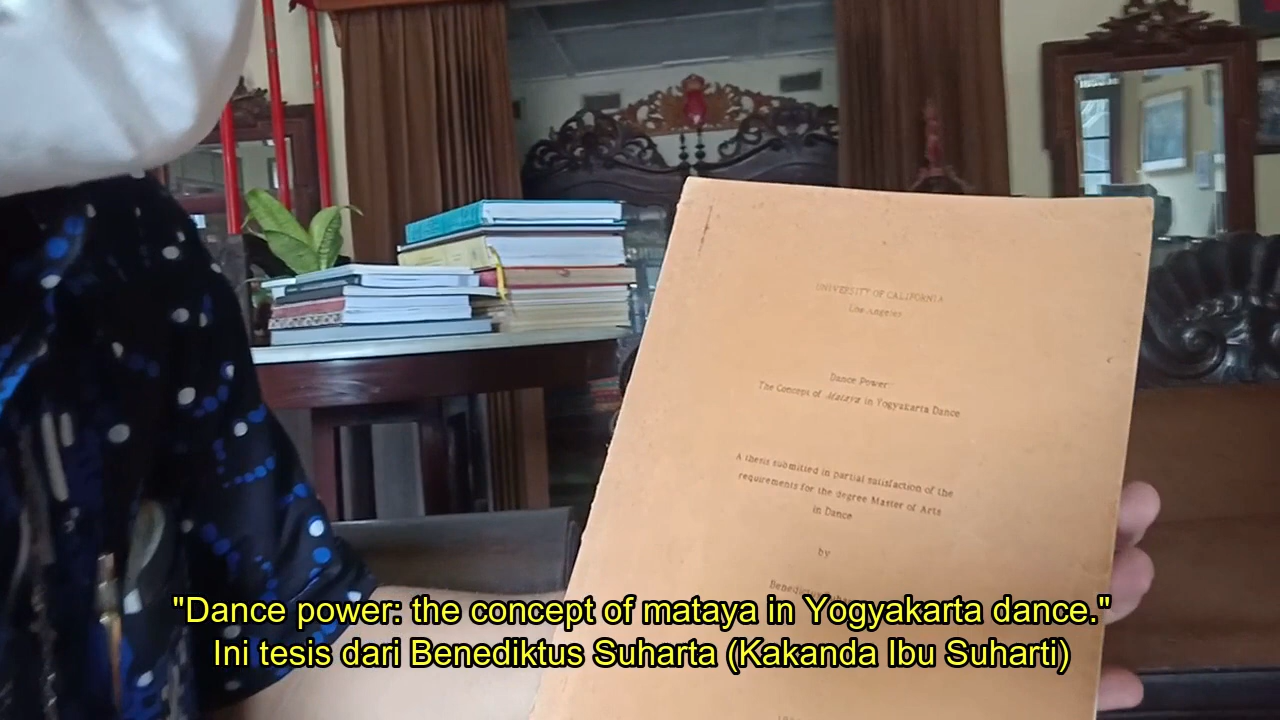 UNIVERSITY OF CALIFORNIA
Los Angeles
Dance Power:
The Concept of Mataya in Yogyakarta Dance
A thesis submitted in partial satisfaction of the
requirements for the degree Master of Arts
in Dance
by
Benediktus
"Dance power: the concept of mataya in Yogyakarta dance."
Ini tesis dari Benediktus Suharta (Kakanda Ibu Suharti)